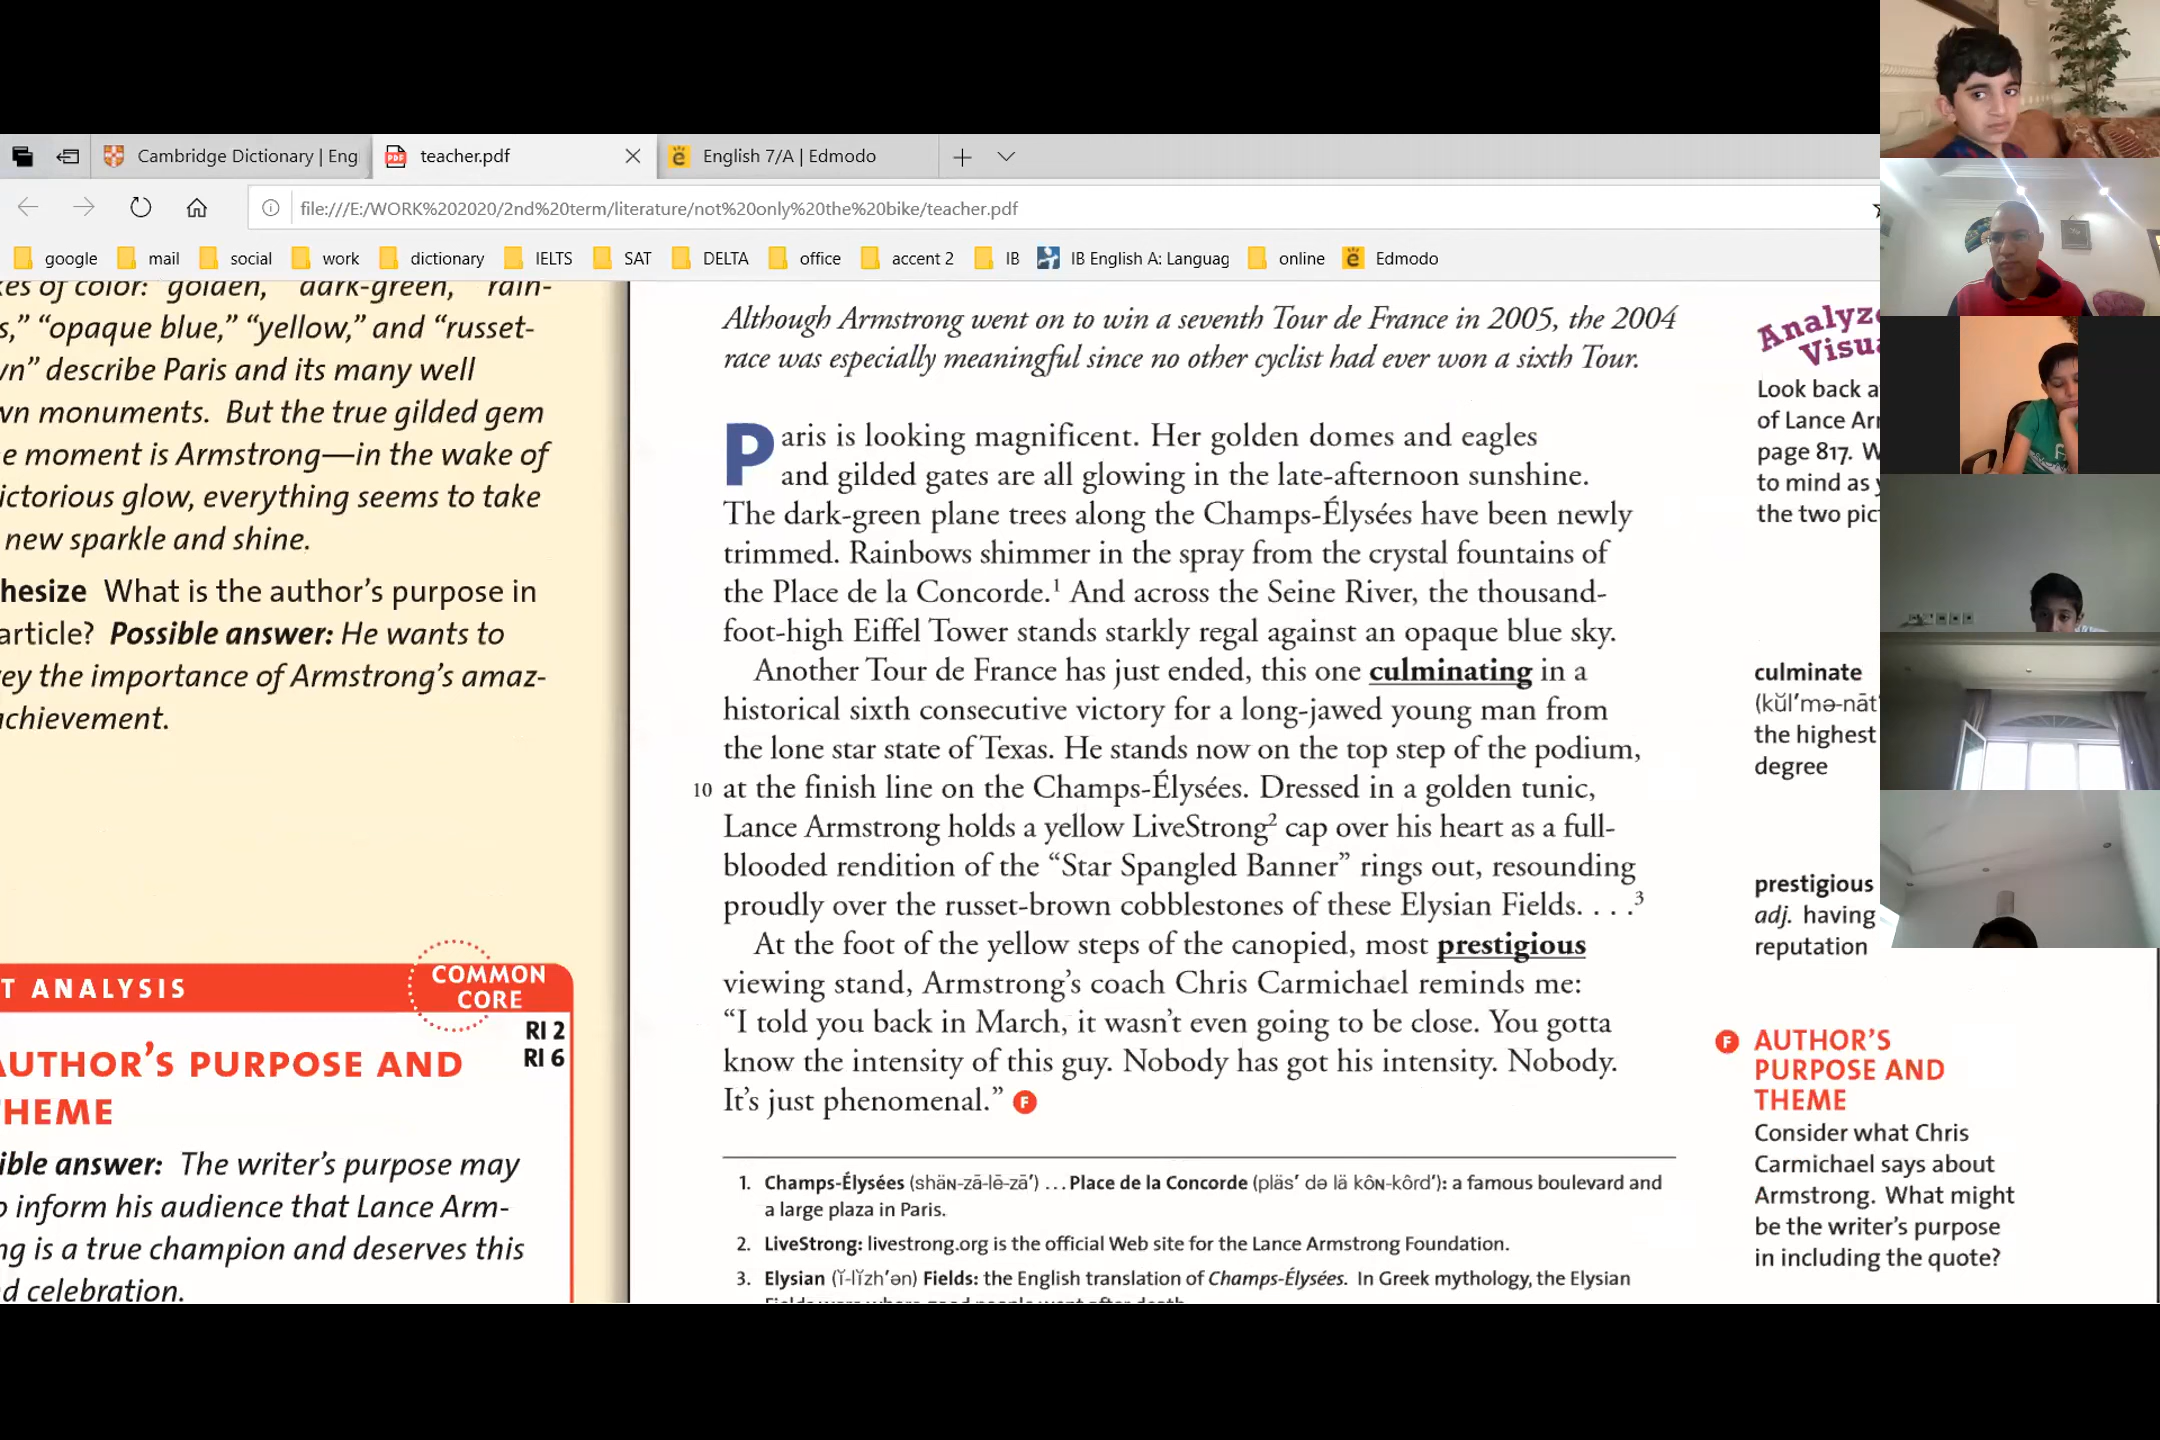 Cambridge Dictionary | Eng
teacher.pdf
English 7/A | Edmodo
file:///E:/WORK%202020/2nd%20term/literature/not%20only%20the%20bike/teacher.pdf
google mail social work dictionary IELTS SAT DELTA office accent 2 IB IB English A: Languag online Edmodo
of color: "golden," "dark-green," "rain-
"opaque blue," "yellow," and "russet-
describe Paris and its many well
monuments. But the true gilded gem
moment is Armstrong—in the wake of
glow, everything seems to take
new sparkle and shine.
What is the author's purpose in
article? Possible answer: He wants to
the importance of Armstrong's amaz-
achievement.
ANALYSIS
COMMON
CORE
RI 2
RI 6
AUTHOR'S PURPOSE AND
THEME
answer: The writer's purpose may
inform his audience that Lance Arm-
is a true champion and deserves this
celebration.
Although Armstrong went on to win a seventh Tour de France in 2005, the 2004
race was especially meaningful since no other cyclist had ever won a sixth Tour.
Paris is looking magnificent. Her golden domes and eagles
and gilded gates are all glowing in the late-afternoon sunshine.
The dark-green plane trees along the Champs-Élysées have been newly
trimmed. Rainbows shimmer in the spray from the crystal fountains of
the Place de la Concorde.1 And across the Seine River, the thousand-
foot-high Eiffel Tower stands starkly regal against an opaque blue sky.
Another Tour de France has just ended, this one culminating in a
historical sixth consecutive victory for a long-jawed young man from
the lone star state of Texas. He stands now on the top step of the podium,
10 at the finish line on the Champs-Élysées. Dressed in a golden tunic,
Lance Armstrong holds a yellow LiveStrong2 cap over his heart as a full-
blooded rendition of the "Star Spangled Banner" rings out, resounding
proudly over the russet-brown cobblestones of these Elysian Fields. . . .3
At the foot of the yellow steps of the canopied, most prestigious
viewing stand, Armstrong's coach Chris Carmichael reminds me:
"I told you back in March, it wasn't even going to be close. You gotta
know the intensity of this guy. Nobody has got his intensity. Nobody.
It's just phenomenal." F
1. Champs-Élysées (shäN-zā-lē-zā′) ... Place de la Concorde (pläs′ də lä kôN-kôrd′): a famous boulevard and
a large plaza in Paris.
2. LiveStrong: livestrong.org is the official Web site for the Lance Armstrong Foundation.
3. Elysian (ĭ-lĭzh′ən) Fields: the English translation of Champs-Élysées. In Greek mythology, the Elysian
Look back
of Lance
page 817.
to mind as
the two
culminate
(kŭl′mə-nāt′
the highest
degree
prestigious
adj. having
reputation
F AUTHOR'S
PURPOSE AND
THEME
Consider what Chris
Carmichael says about
Armstrong. What might
be the writer's purpose
in including the quote?